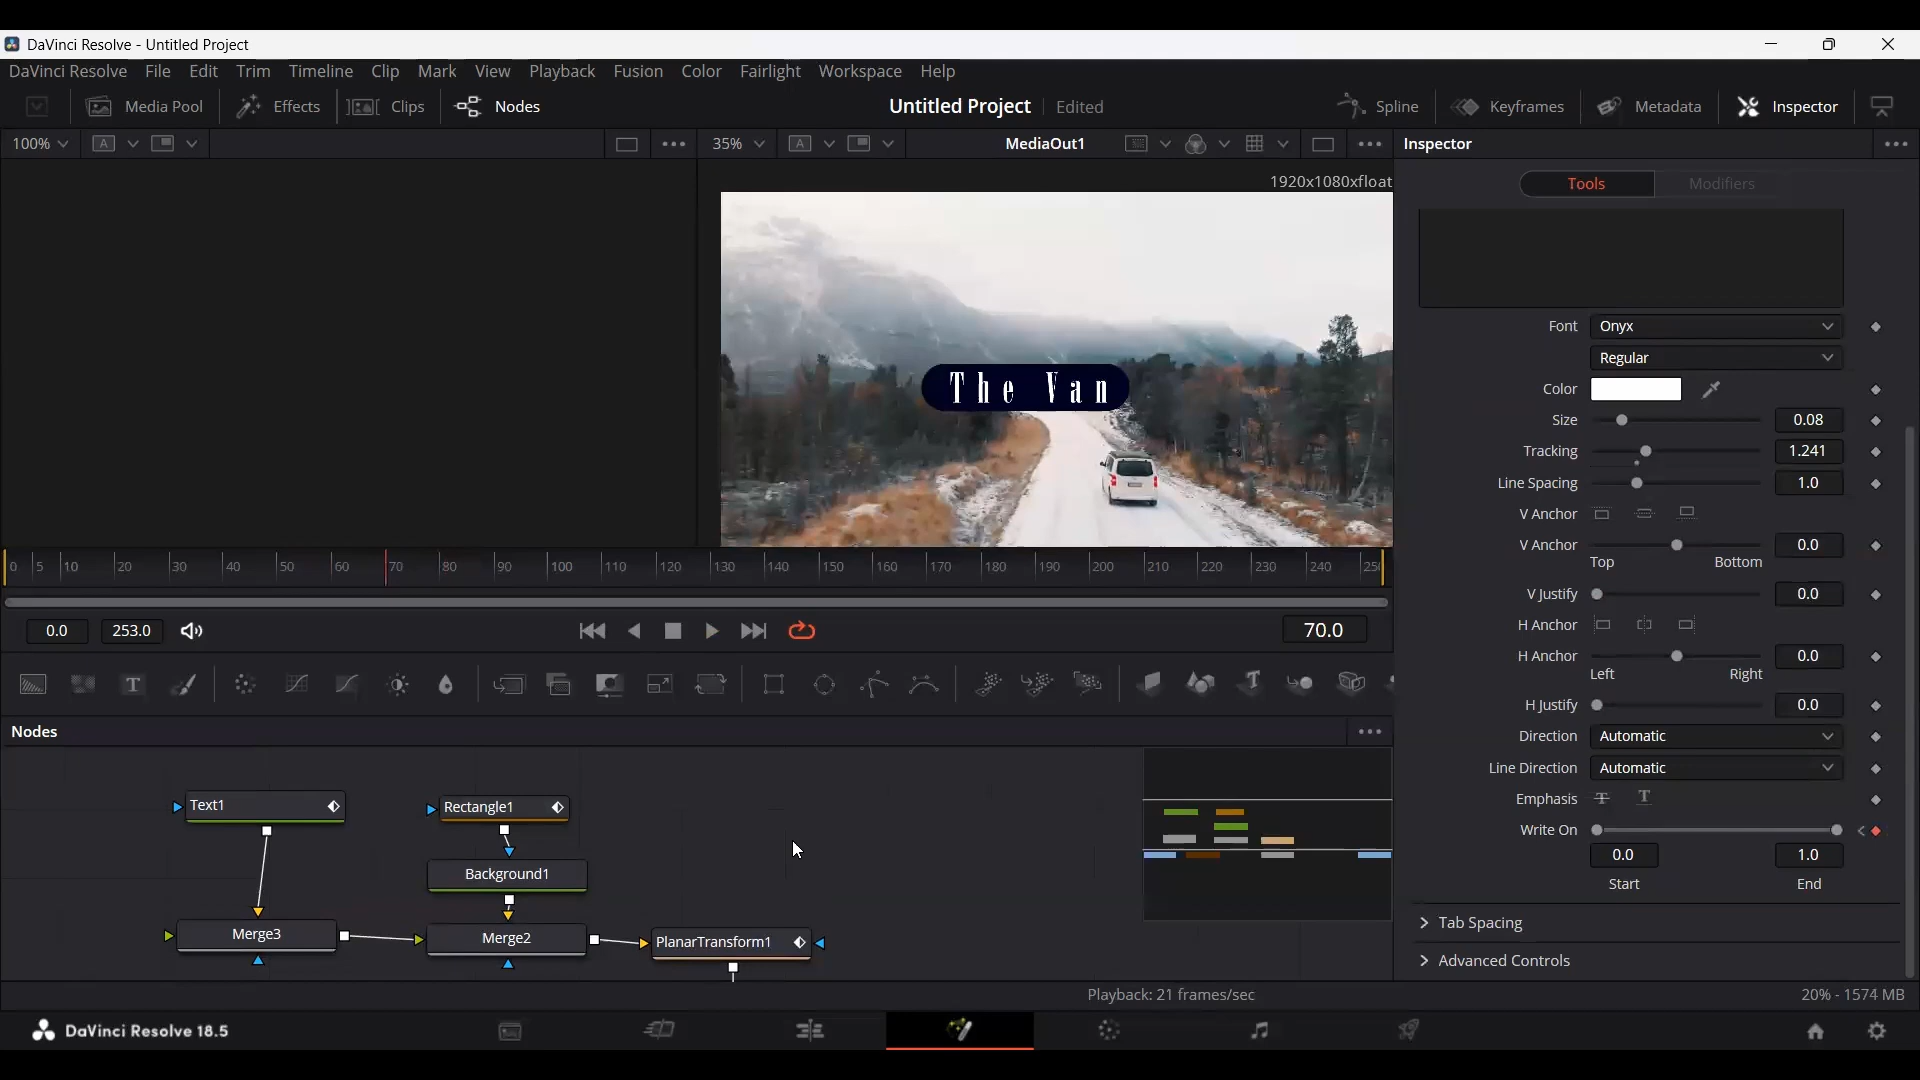 DaVinci Resolve - Untitled Project
DaVinci Resolve File Edit Trim Timeline Clip Mark View Playback Fusion Color Fairlight Workspace Help
Media Pool Effects Clips Nodes Untitled Project Edited Spline Keyframes Metadata Inspector
100% A 35% A MediaOut1 Inspector
1920x1080xfloat
Tools Modifiers
The Van
Font Onyx
Regular
Color
Size 0.08
Tracking 1.241
Line Spacing 1.0
V Anchor
V Anchor 0.0
Top Bottom
V Justify 0.0
H Anchor
H Anchor 0.0
Left Right
H Justify 0.0
Direction Automatic
Line Direction Automatic
Emphasis T T
Write On
0.0 1.0
Start End
Tab Spacing
Advanced Controls
0 5 10 20 30 40 50 60 70 80 90 100 110 120 130 140 150 160 170 180 190 200 210 220 230 240 250
0.0 253.0 70.0
T
Nodes
Text1 Rectangle1
Background1
Merge3 Merge2 PlanarTransform1
Playback: 21 frames/sec 20% - 1574 MB
DaVinci Resolve 18.5